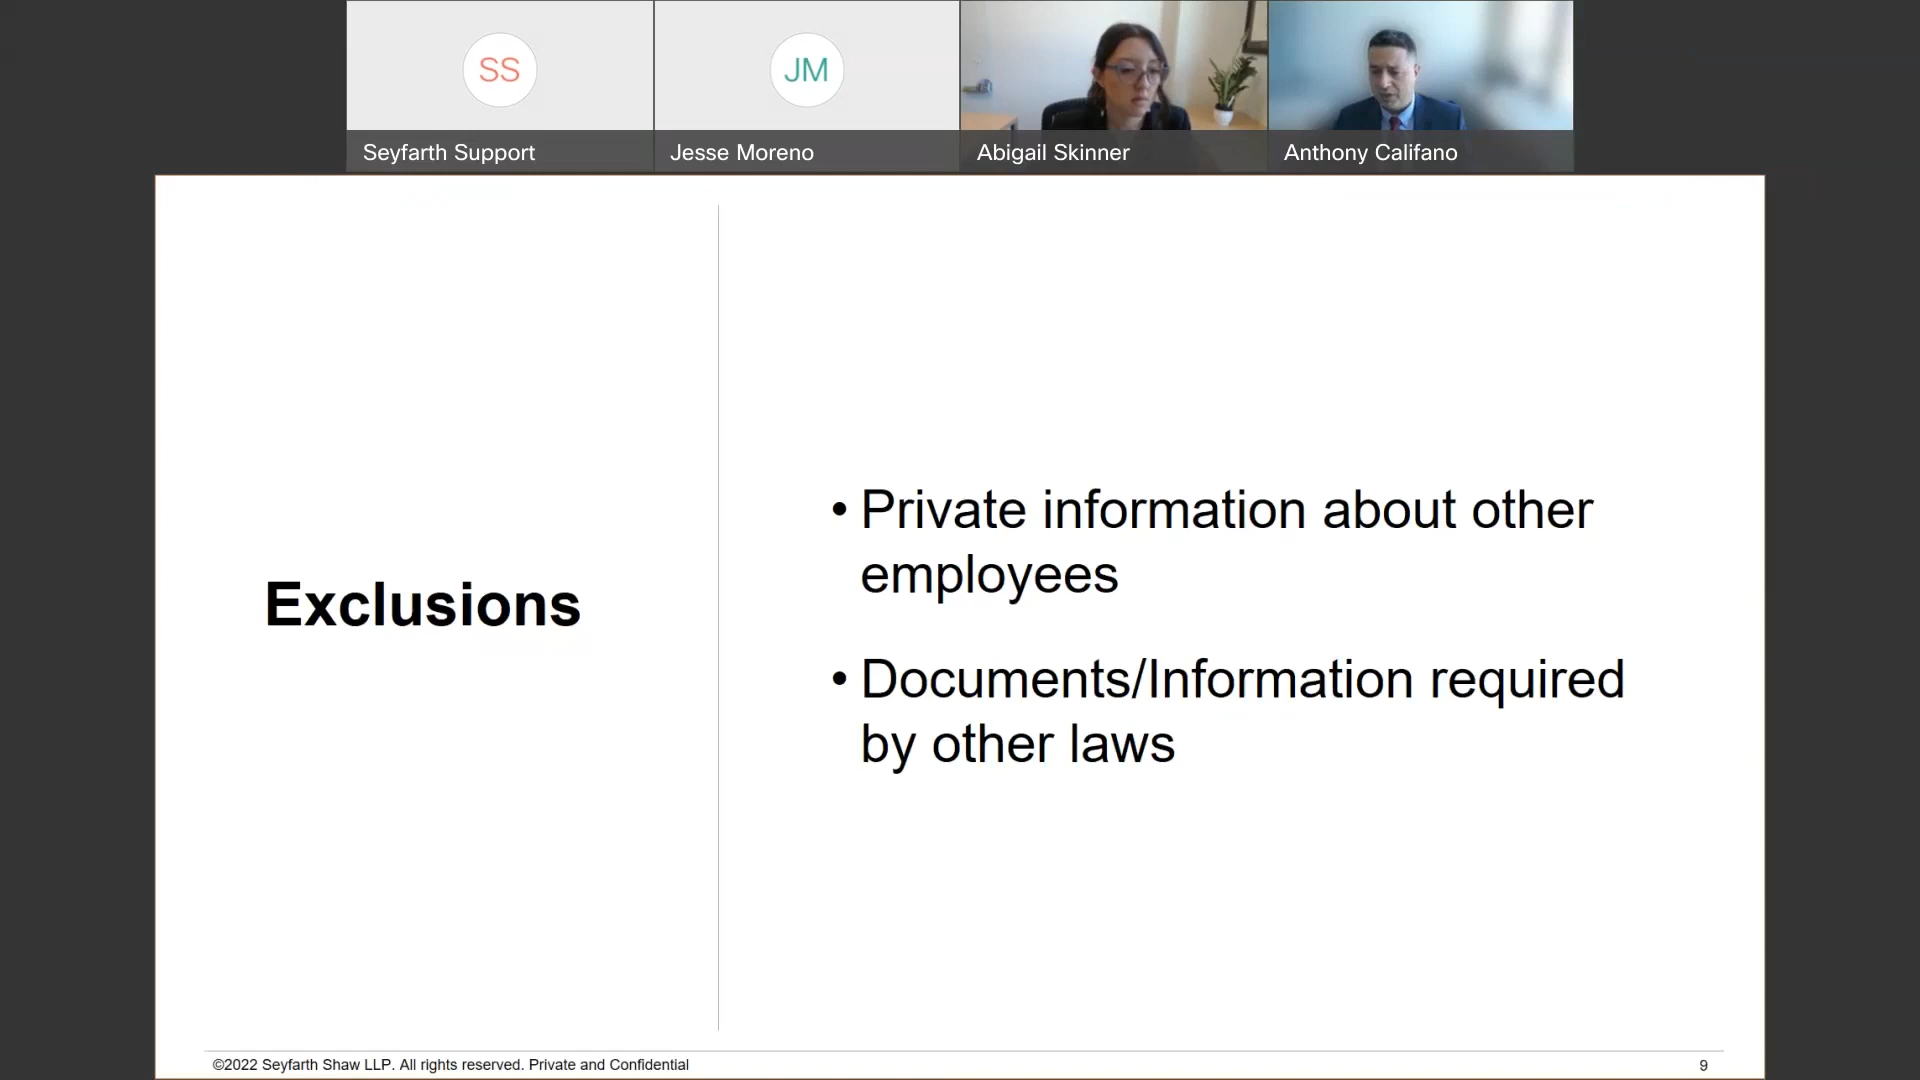 SS
JM
Seyfarth Support
Jesse Moreno
Abigail Skinner
Anthony Califano
Exclusions
• Private information about other
employees
• Documents/Information required
by other laws
©2022 Seyfarth Shaw LLP. All rights reserved. Private and Confidential
9